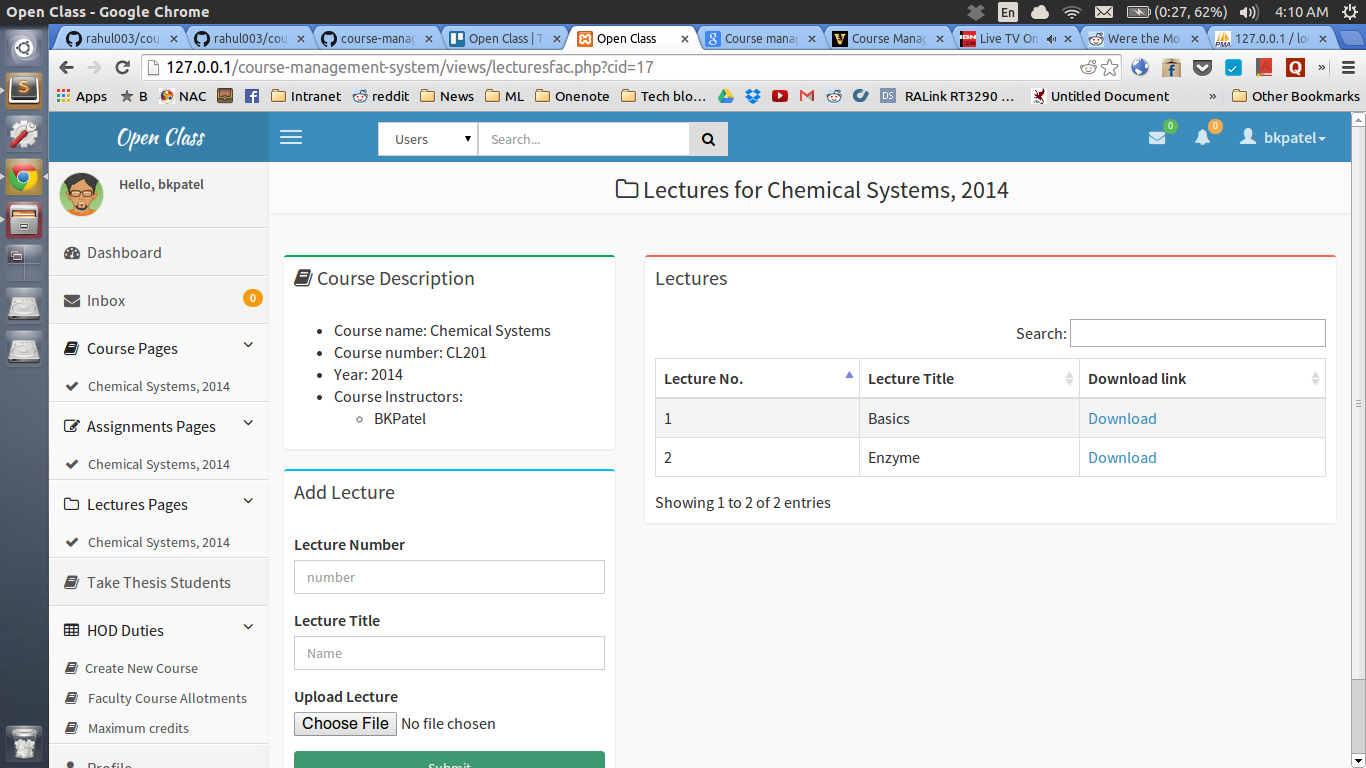 Open Class - Google Chrome
En
(0:27, 62%)
4:10 AM
rahul003/cou
rahul003/cou
course-manag
Open Class | T
Open Class
Course manag
Course Manag
Live TV On
Were the Mo
127.0.0.1 / lo
127.0.0.1/course-management-system/views/lecturesfac.php?cid=17
Apps
B
NAC
Intranet
reddit
News
ML
Onenote
Tech blo...
RALink RT3290 ...
Untitled Document
»
Other Bookmarks
Open Class
Users
Search...
0
0
bkpatel
Hello, bkpatel
Dashboard
Inbox
0
Course Pages
Chemical Systems, 2014
Assignments Pages
Chemical Systems, 2014
Lectures Pages
Chemical Systems, 2014
Take Thesis Students
HOD Duties
Create New Course
Faculty Course Allotments
Maximum credits
Profile
Lectures for Chemical Systems, 2014
Course Description
Course name: Chemical Systems
Course number: CL201
Year: 2014
Course Instructors:
BKPatel
Add Lecture
Lecture Number
number
Lecture Title
Name
Upload Lecture
Choose File No file chosen
Submit
Lectures
Search:
Lecture No. Lecture Title Download link
1 Basics Download
2 Enzyme Download
Showing 1 to 2 of 2 entries